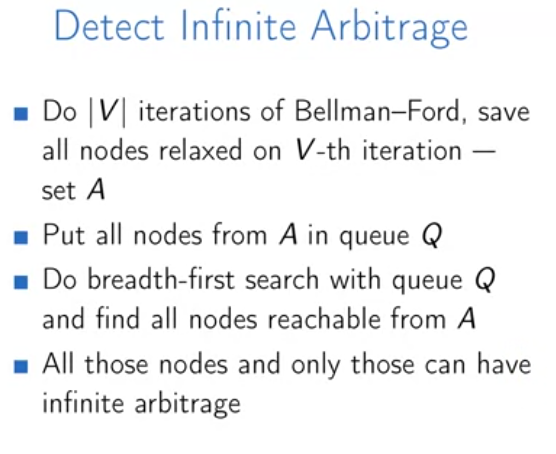 Detect Infinite Arbitrage
Do |V| iterations of Bellman–Ford, save
all nodes relaxed on V-th iteration —
set A
Put all nodes from A in queue Q
Do breadth-first search with queue Q
and find all nodes reachable from A
All those nodes and only those can have
infinite arbitrage